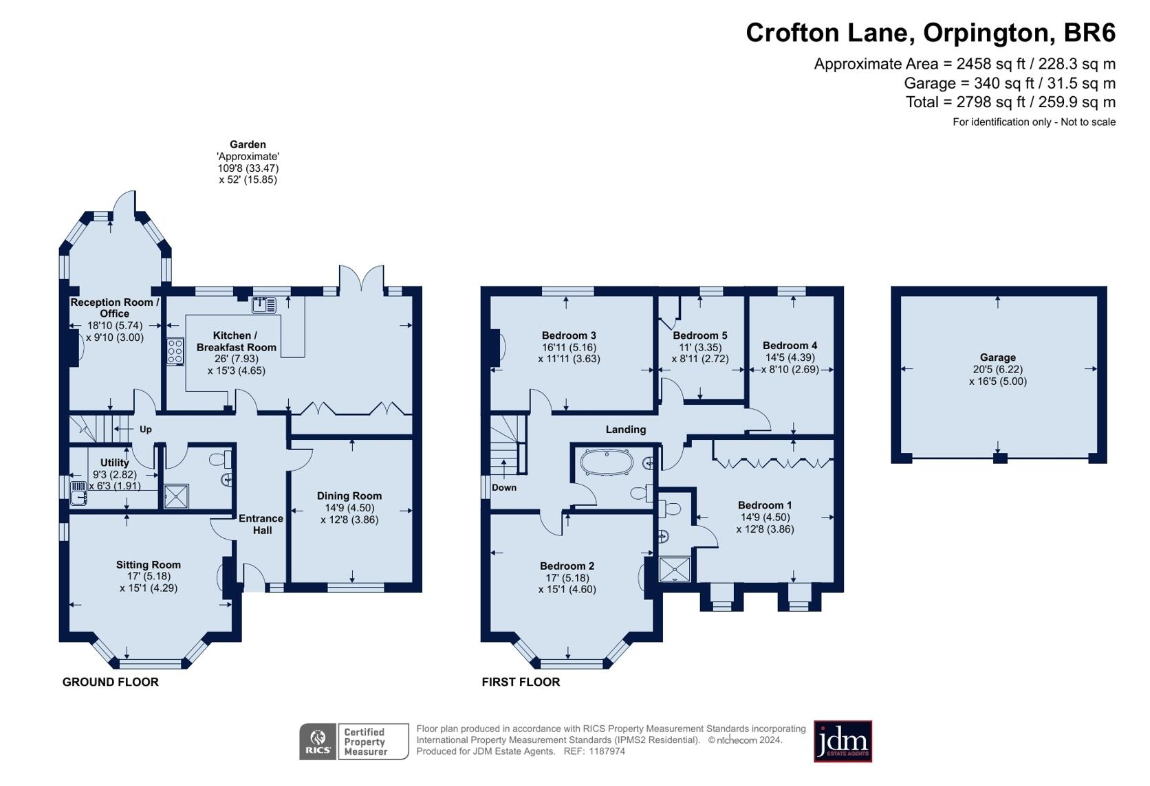 Crofton Lane, Orpington, BR6
Approximate Area = 2458 sq ft / 228.3 sq m
Garage = 340 sq ft / 31.5 sq m
Total = 2798 sq ft / 259.9 sq m
For identification only - Not to scale
Garden
'Approximate'
109'8 (33.47)
x 52' (15.85)
Reception Room /
Office
18'10 (5.74)
x 9'10 (3.00)
Kitchen /
Breakfast Room
26' (7.93)
x 15'3 (4.65)
Up
Utility
9'3 (2.82)
x 6'3 (1.91)
Dining Room
14'9 (4.50)
x 12'8 (3.86)
Entrance
Hall
Sitting Room
17' (5.18)
x 15'1 (4.29)
GROUND FLOOR
Bedroom 3
16'11 (5.16)
x 11'11 (3.63)
Bedroom 5
11' (3.35)
x 8'11 (2.72)
Bedroom 4
14'5 (4.39)
x 8'10 (2.69)
Landing
Down
Bedroom 1
14'9 (4.50)
x 12'8 (3.86)
Bedroom 2
17' (5.18)
x 15'1 (4.60)
FIRST FLOOR
Garage
20'5 (6.22)
x 16'5 (5.00)
RICS
Certified
Property
Measurer
Floor plan produced in accordance with RICS Property Measurement Standards incorporating
International Property Measurement Standards (IPMS2 Residential). © nichecom 2024.
Produced for JDM Estate Agents. REF: 1187974
jdm
ESTATE AGENTS